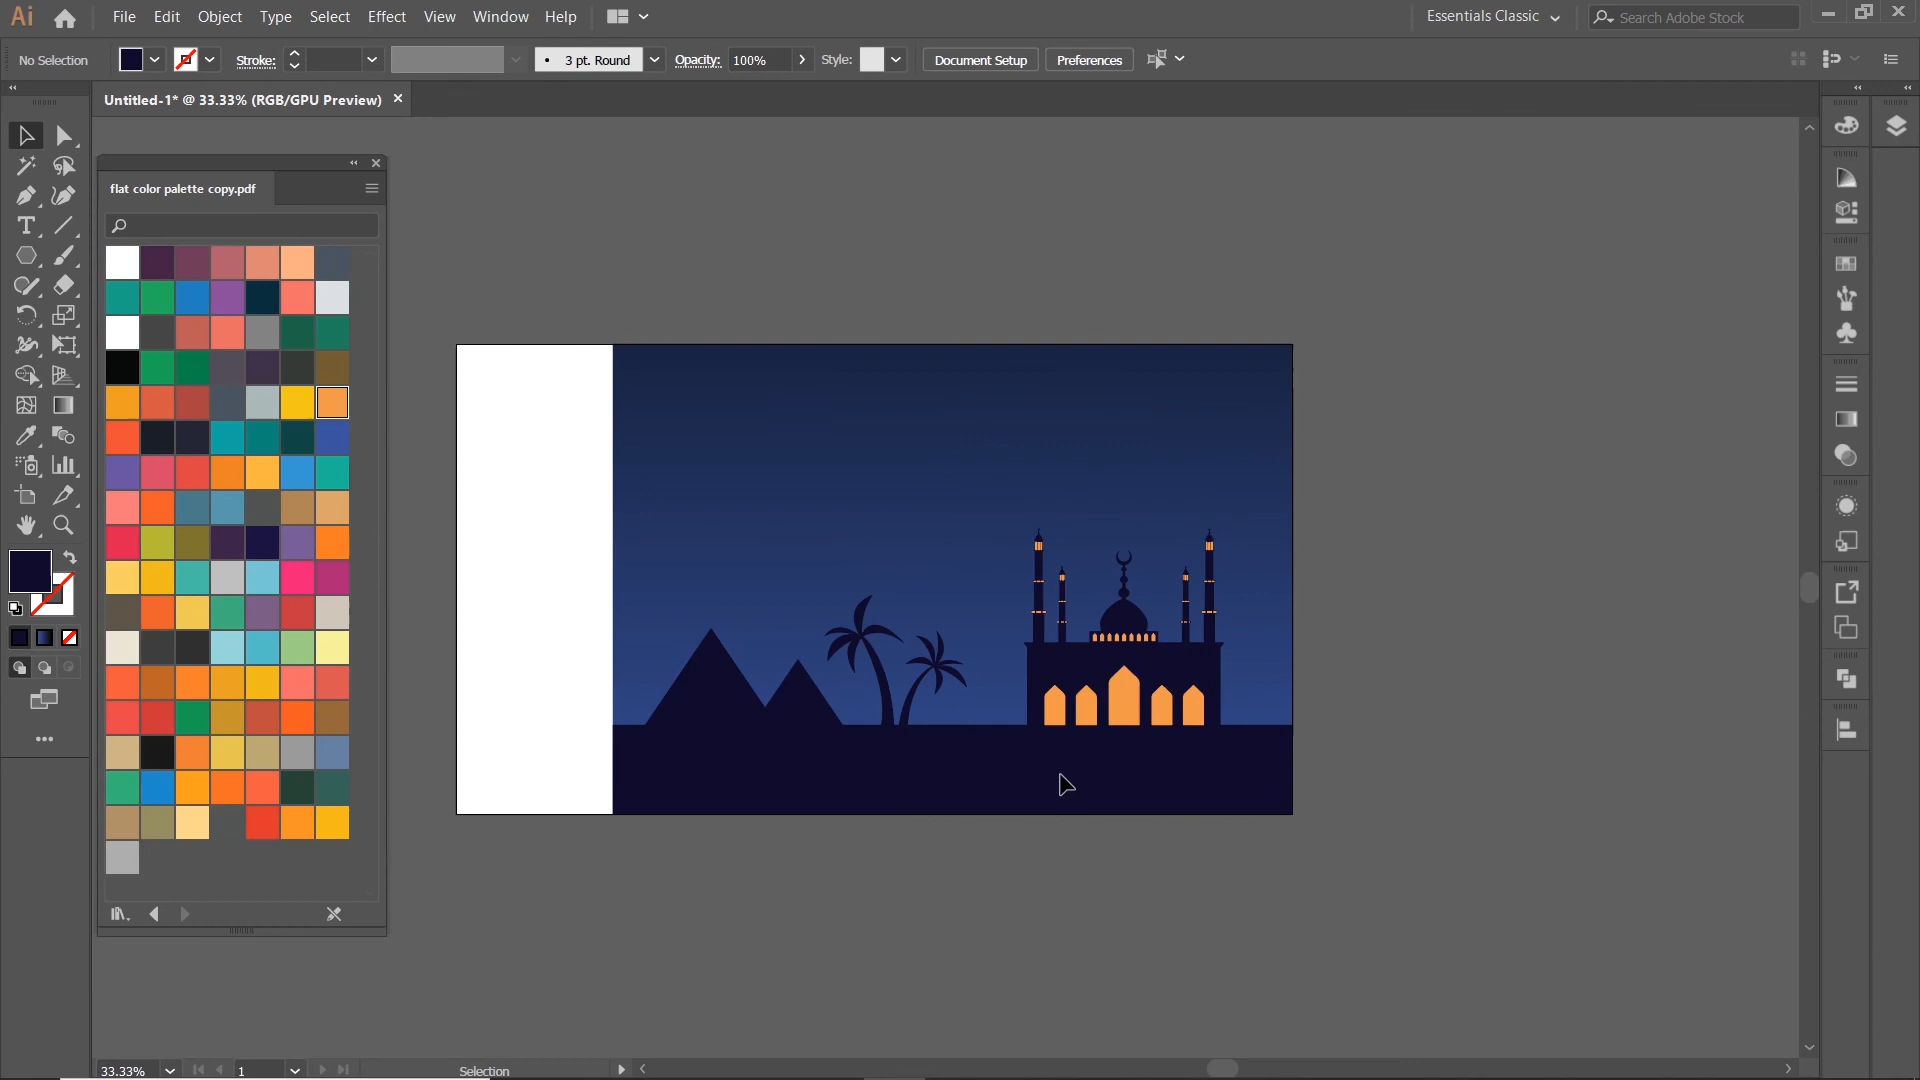 Ai File Edit Object Type Select Effect View Window Help Essentials Classic Search Adobe Stock
No Selection Stroke: 3 pt. Round Opacity: 100% Style: Document Setup Preferences
Untitled-1* @ 33.33% (RGB/GPU Preview)
flat color palette copy.pdf
33.33% 1 Selection